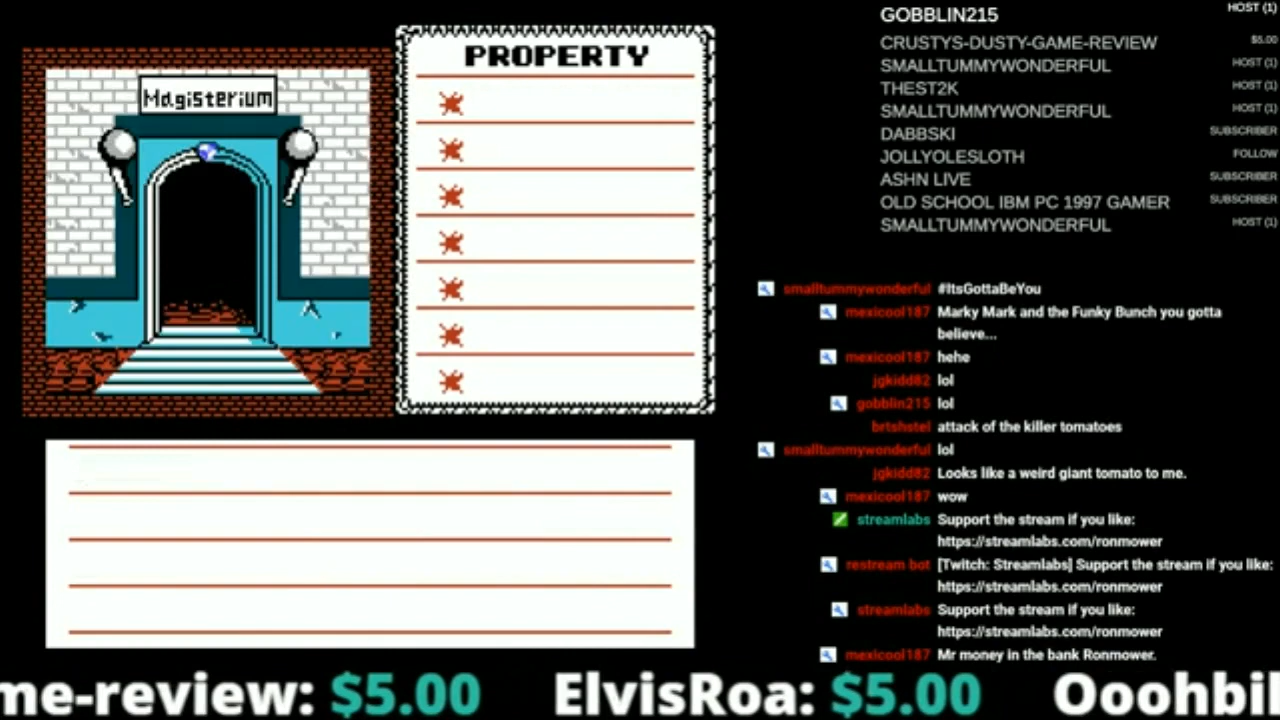 Magisterium
PROPERTY
GOBBLIN215 HOST (1)
CRUSTYS-DUSTY-GAME-REVIEW $5.00
SMALLTUMMYWONDERFUL HOST (1)
THEST2K HOST (1)
SMALLTUMMYWONDERFUL HOST (1)
DABBSKI SUBSCRIBER
JOLLYOLESLOTH FOLLOW
ASHN LIVE SUBSCRIBER
OLD SCHOOL IBM PC 1997 GAMER SUBSCRIBER
SMALLTUMMYWONDERFUL HOST (1)
smalltummywonderful #ItsGottaBeYou
mexicool187 Marky Mark and the Funky Bunch you gotta
believe...
mexicool187 hehe
jgkidd82 lol
gobblin215 lol
brtshstel attack of the killer tomatoes
smalltummywonderful lol
jgkidd82 Looks like a weird giant tomato to me.
mexicool187 wow
streamlabs Support the stream if you like:
https://streamlabs.com/ronmower
restream bot [Twitch: Streamlabs] Support the stream if you like:
https://streamlabs.com/ronmower
streamlabs Support the stream if you like:
https://streamlabs.com/ronmower
mexicool187 Mr money in the bank Ronmower.
me-review: $5.00 ElvisRoa: $5.00 Ooohbil